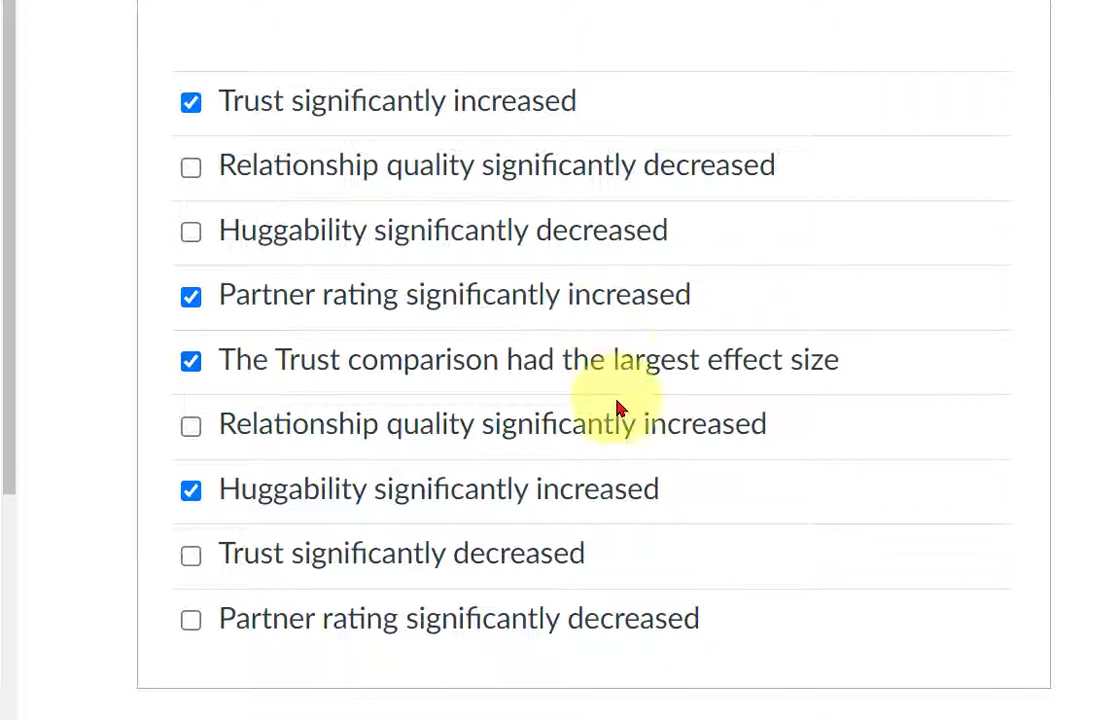 Trust significantly increased
Relationship quality significantly decreased
Huggability significantly decreased
Partner rating significantly increased
The Trust comparison had the largest effect size
Relationship quality significantly increased
Huggability significantly increased
Trust significantly decreased
Partner rating significantly decreased